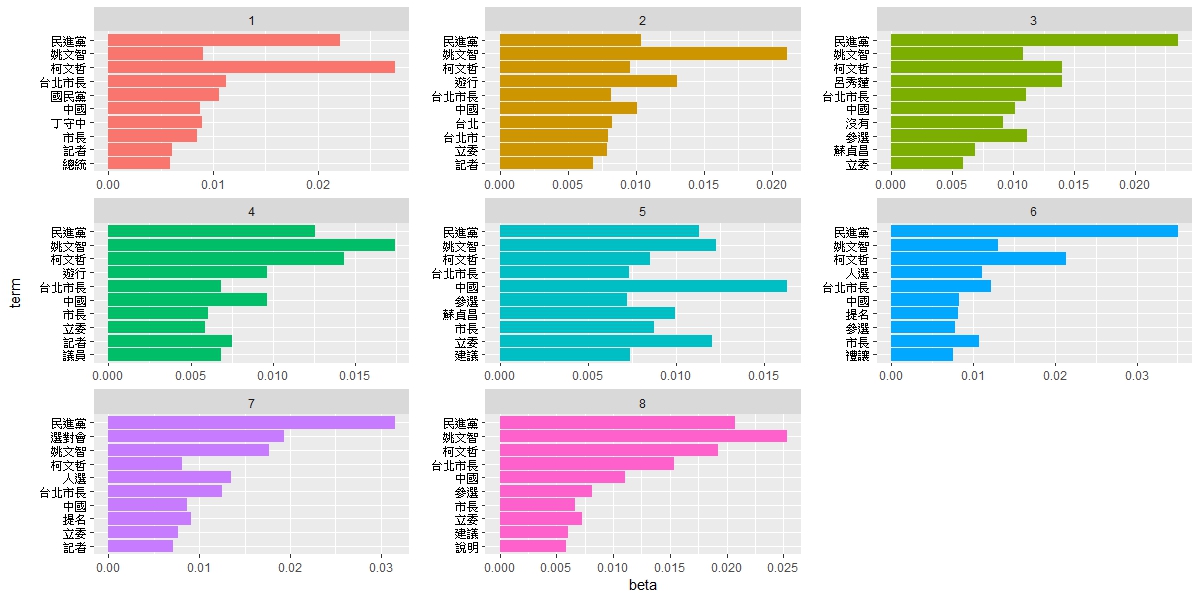 1
民進黨
姚文智
柯文哲
台北市長
國民黨
中國
丁守中
市長
記者
總統
0.00 0.01 0.02
2
民進黨
姚文智
柯文哲
遊行
台北市長
中國
台北
台北市
立委
記者
0.000 0.005 0.010 0.015 0.020
3
民進黨
姚文智
柯文哲
呂秀蓮
台北市長
中國
沒有
參選
蘇貞昌
立委
0.000 0.005 0.010 0.015 0.020
4
民進黨
姚文智
柯文哲
遊行
台北市長
中國
市長
立委
記者
議員
0.000 0.005 0.010 0.015
5
民進黨
姚文智
柯文哲
台北市長
中國
參選
蘇貞昌
市長
立委
建議
0.000 0.005 0.010 0.015
6
民進黨
姚文智
柯文哲
人選
台北市長
中國
提名
參選
市長
禮讓
0.00 0.01 0.02 0.03
7
民進黨
選對會
姚文智
柯文哲
人選
台北市長
中國
提名
立委
記者
0.00 0.01 0.02 0.03
8
民進黨
姚文智
柯文哲
台北市長
中國
參選
市長
立委
建議
說明
0.000 0.005 0.010 0.015 0.020 0.025
term
beta